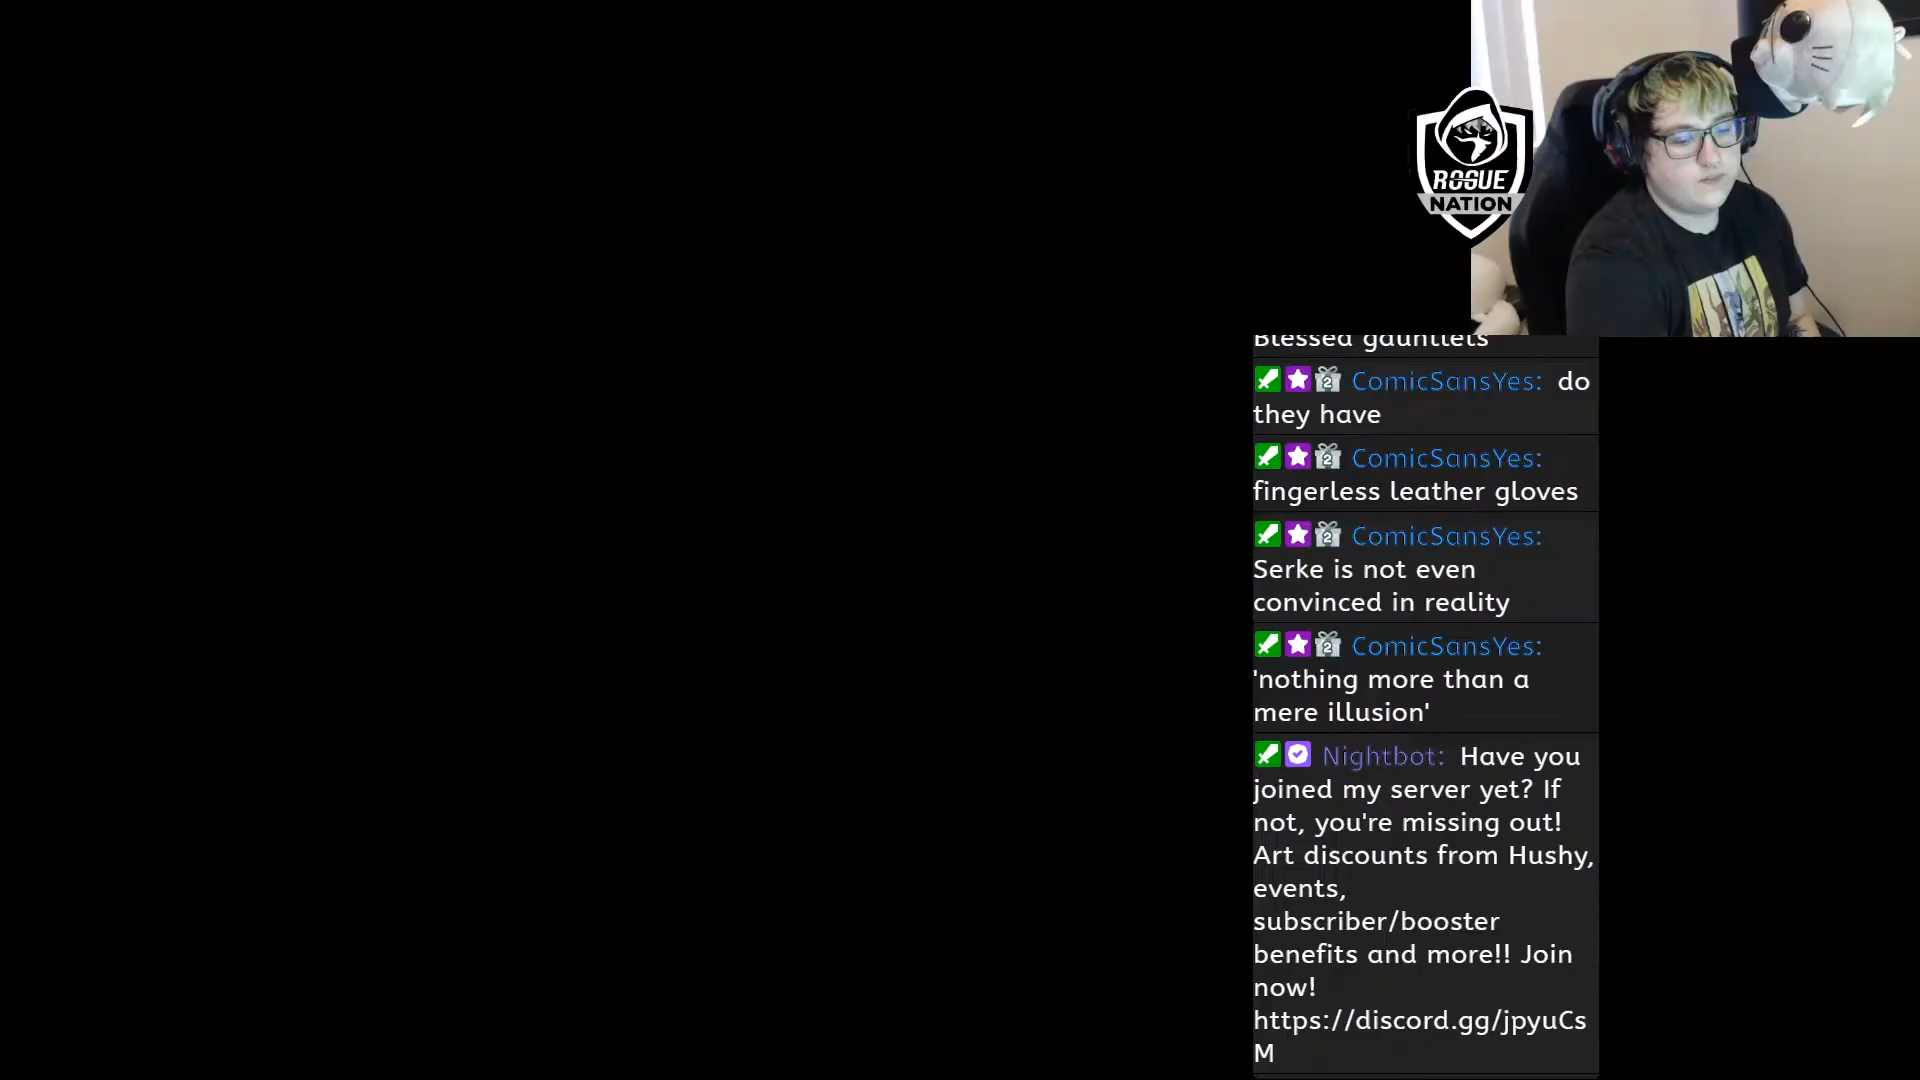 ROGUE
NATION
Blessed gauntlets
ComicSansYes: do
they have
ComicSansYes:
fingerless leather gloves
ComicSansYes:
Serke is not even
convinced in reality
ComicSansYes:
'nothing more than a
mere illusion'
Nightbot: Have you
joined my server yet? If
not, you're missing out!
Art discounts from Hushy,
events,
subscriber/booster
benefits and more!! Join
now!
https://discord.gg/jpyuCs
M